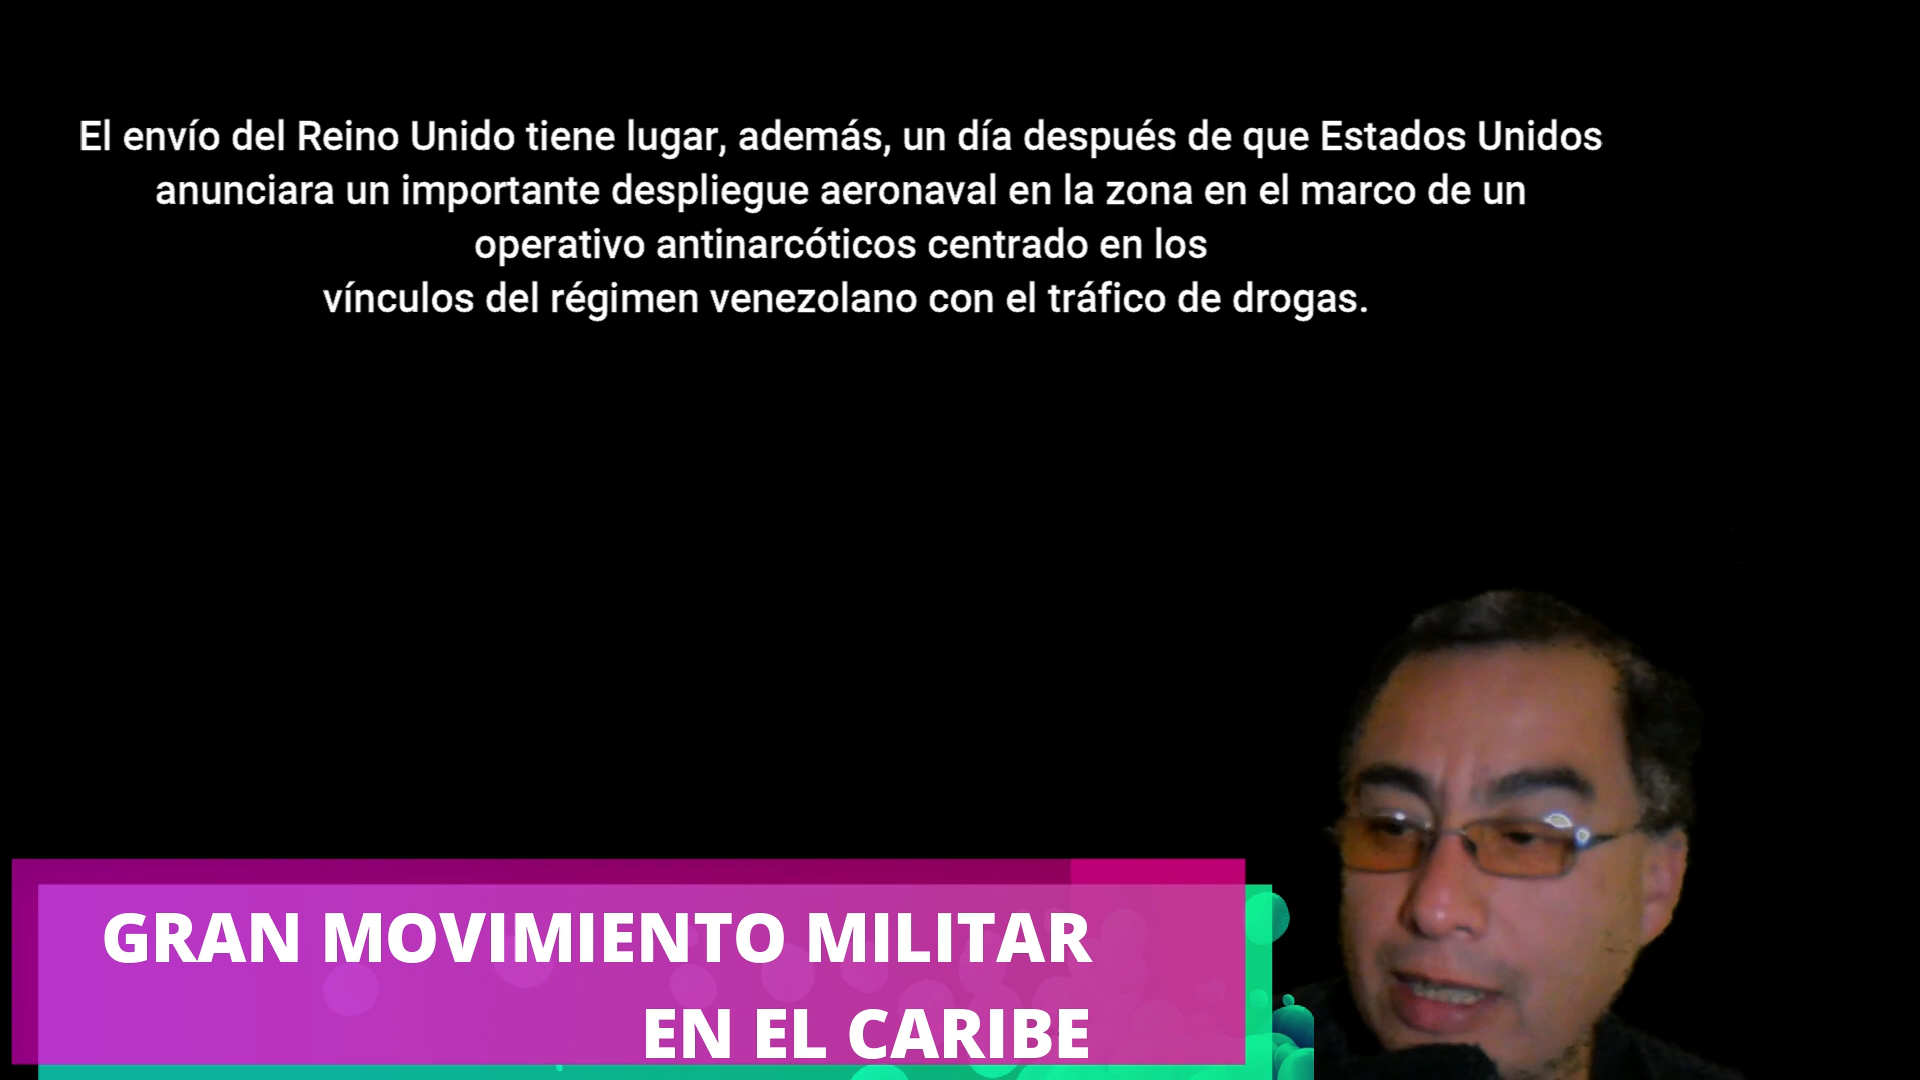 El envío del Reino Unido tiene lugar, además, un día después de que Estados Unidos
anunciara un importante despliegue aeronaval en la zona en el marco de un
operativo antinarcóticos centrado en los
vínculos del régimen venezolano con el tráfico de drogas.
GRAN MOVIMIENTO MILITAR
EN EL CARIBE